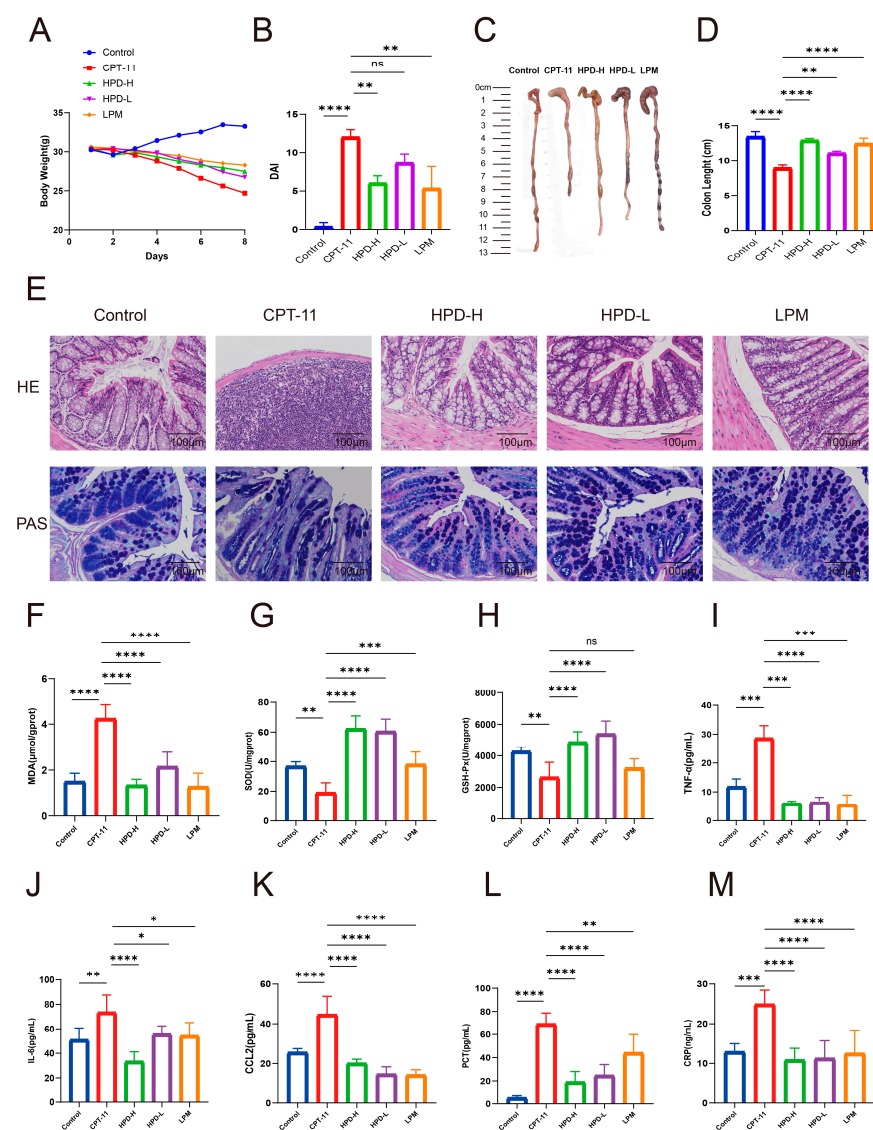 A
Control
CPT-11
HPD-H
HPD-L
LPM
35
30
25
20
Body Weight(g)
0 2 4 6 8
Days
B
**
ns
**
****
15
10
5
0
DAI
Control CPT-11 HPD-H HPD-L LPM
C
Control CPT-11 HPD-H HPD-L LPM
0cm
1
2
3
4
5
6
7
8
9
10
11
12
13
D
****
**
****
****
15
10
5
0
Colon Lenght (cm)
Control CPT-11 HPD-H HPD-L LPM
E
Control CPT-11 HPD-H HPD-L LPM
HE
100μm 100μm 100μm 100μm 100μm
PAS
100μm 100μm 100μm 100μm 100μm
F
****
****
****
****
6
4
2
0
MDA(μmol/gprot)
Control CPT-11 HPD-H HPD-L LPM
G
***
****
****
**
80
60
40
20
0
SOD(U/mgprot)
Control CPT-11 HPD-H HPD-L LPM
H
ns
****
****
**
8000
6000
4000
2000
0
GSH-Px(U/mgprot)
Control CPT-11 HPD-H HPD-L LPM
I
***
****
***
***
40
30
20
10
0
TNF-α(pg/mL)
Control CPT-11 HPD-H HPD-L LPM
J
*
*
****
**
100
80
60
40
20
0
IL-6(pg/mL)
Control CPT-11 HPD-H HPD-L LPM
K
****
****
****
****
60
40
20
0
CCL2(pg/mL)
Control CPT-11 HPD-H HPD-L LPM
L
**
****
****
****
100
80
60
40
20
0
PCT(pg/mL)
Control CPT-11 HPD-H HPD-L LPM
M
****
****
****
***
30
20
10
0
CRP(ng/nL)
Control CPT-11 HPD-H HPD-L LPM